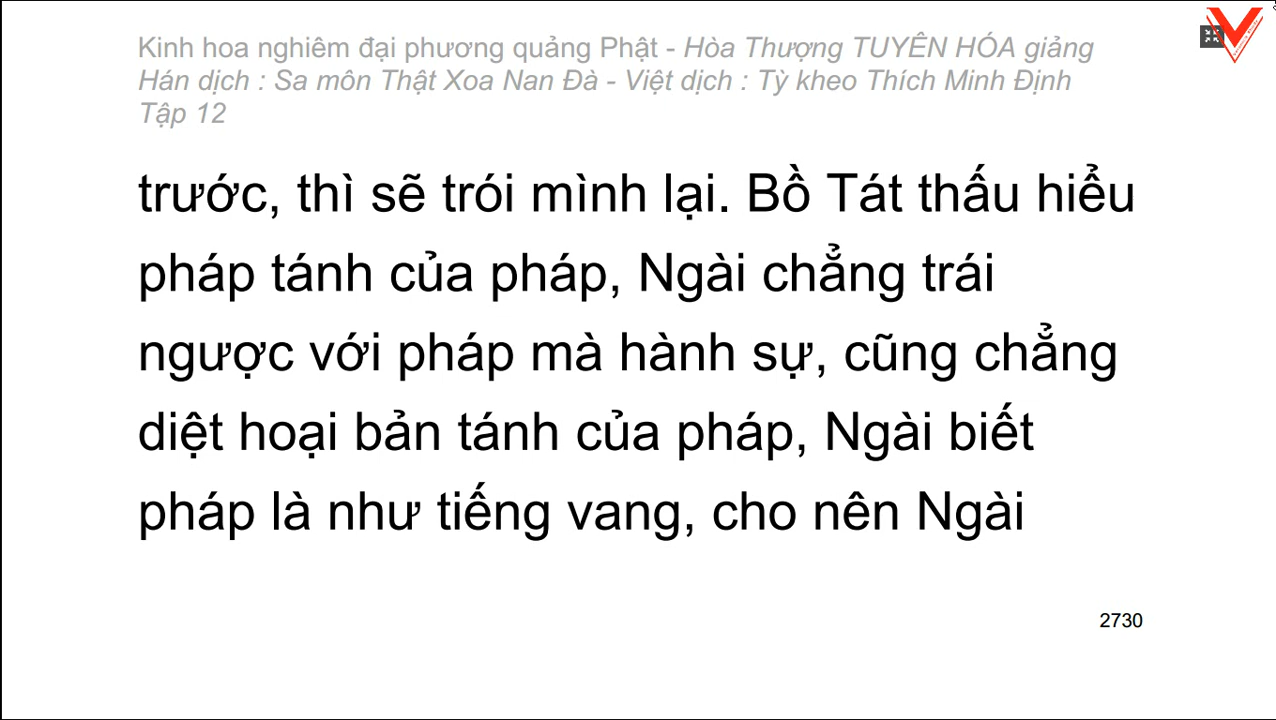 Kinh hoa nghiêm đại phương quảng Phật - Hòa Thượng TUYÊN HÓA giảng
Hán dịch : Sa môn Thật Xoa Nan Đà - Việt dịch : Tỳ kheo Thích Minh Định
Tập 12
trước, thì sẽ trói mình lại. Bồ Tát thấu hiểu
pháp tánh của pháp, Ngài chẳng trái
ngược với pháp mà hành sự, cũng chẳng
diệt hoại bản tánh của pháp, Ngài biết
pháp là như tiếng vang, cho nên Ngài
2730